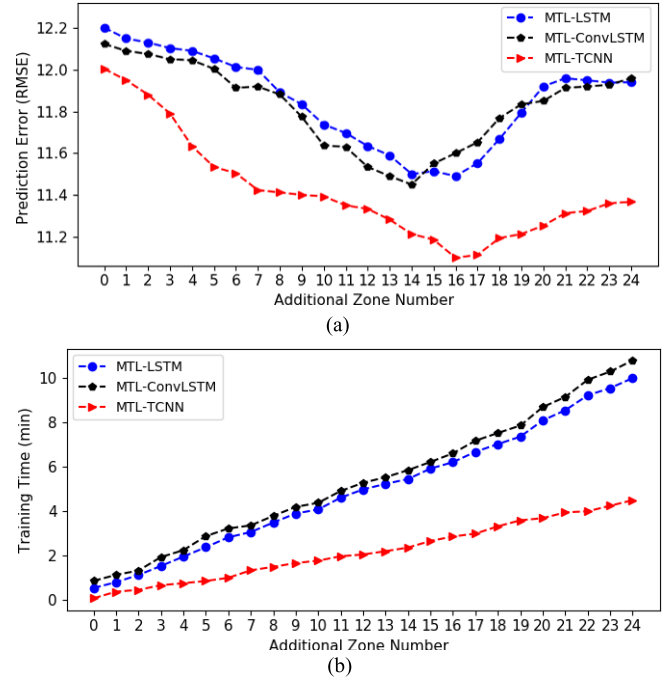 12.2
12.0
11.8
11.6
11.4
11.2
Prediction Error (RMSE)
MTL-LSTM
MTL-ConvLSTM
MTL-TCNN
0 1 2 3 4 5 6 7 8 9 10 11 12 13 14 15 16 17 18 19 20 21 22 23 24
Additional Zone Number
(a)
10
8
6
4
2
0
Training Time (min)
MTL-LSTM
MTL-ConvLSTM
MTL-TCNN
0 1 2 3 4 5 6 7 8 9 10 11 12 13 14 15 16 17 18 19 20 21 22 23 24
Additional Zone Number
(b)